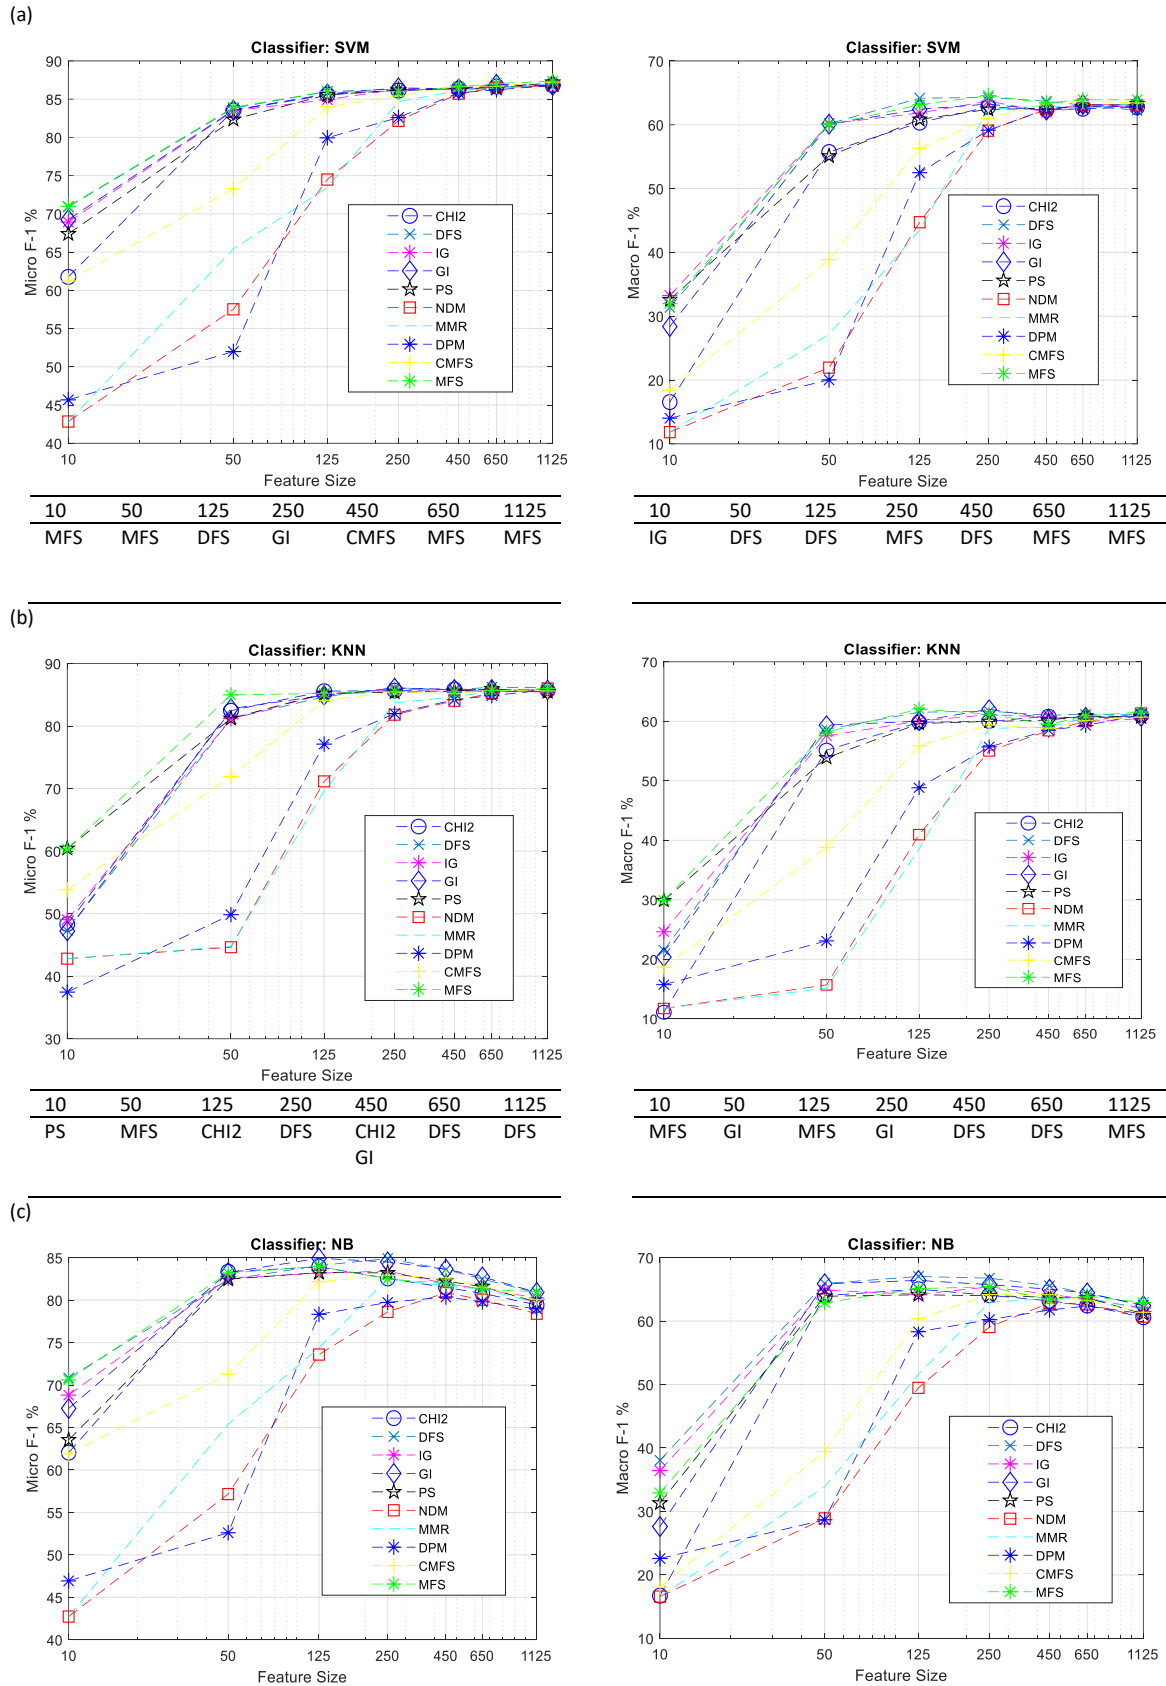 (a)
Classifier: SVM
Micro F-1 %
90
85
80
75
70
65
60
55
50
45
40
CHI2
DFS
IG
GI
PS
NDM
MMR
DPM
CMFS
MFS
10 50 125 250 450 650 1125
Feature Size
10 50 125 250 450 650 1125
MFS MFS DFS GI CMFS MFS MFS
Classifier: SVM
Macro F-1 %
70
60
50
40
30
20
10
CHI2
DFS
IG
GI
PS
NDM
MMR
DPM
CMFS
MFS
10 50 125 250 450 650 1125
Feature Size
10 50 125 250 450 650 1125
IG DFS DFS MFS DFS MFS MFS
(b)
Classifier: KNN
Micro F-1 %
90
80
70
60
50
40
30
CHI2
DFS
IG
GI
PS
NDM
MMR
DPM
CMFS
MFS
10 50 125 250 450 650 1125
Feature Size
10 50 125 250 450 650 1125
PS MFS CHI2 DFS CHI2 DFS DFS
GI
Classifier: KNN
Macro F-1 %
70
60
50
40
30
20
10
CHI2
DFS
IG
GI
PS
NDM
MMR
DPM
CMFS
MFS
10 50 125 250 450 650 1125
Feature Size
10 50 125 250 450 650 1125
MFS GI MFS GI DFS DFS MFS
(c)
Classifier: NB
Micro F-1 %
85
80
75
70
65
60
55
50
45
40
CHI2
DFS
IG
GI
PS
NDM
MMR
DPM
CMFS
MFS
10 50 125 250 450 650 1125
Feature Size
Classifier: NB
Macro F-1 %
70
60
50
40
30
20
10
CHI2
DFS
IG
GI
PS
NDM
MMR
DPM
CMFS
MFS
10 50 125 250 450 650 1125
Feature Size